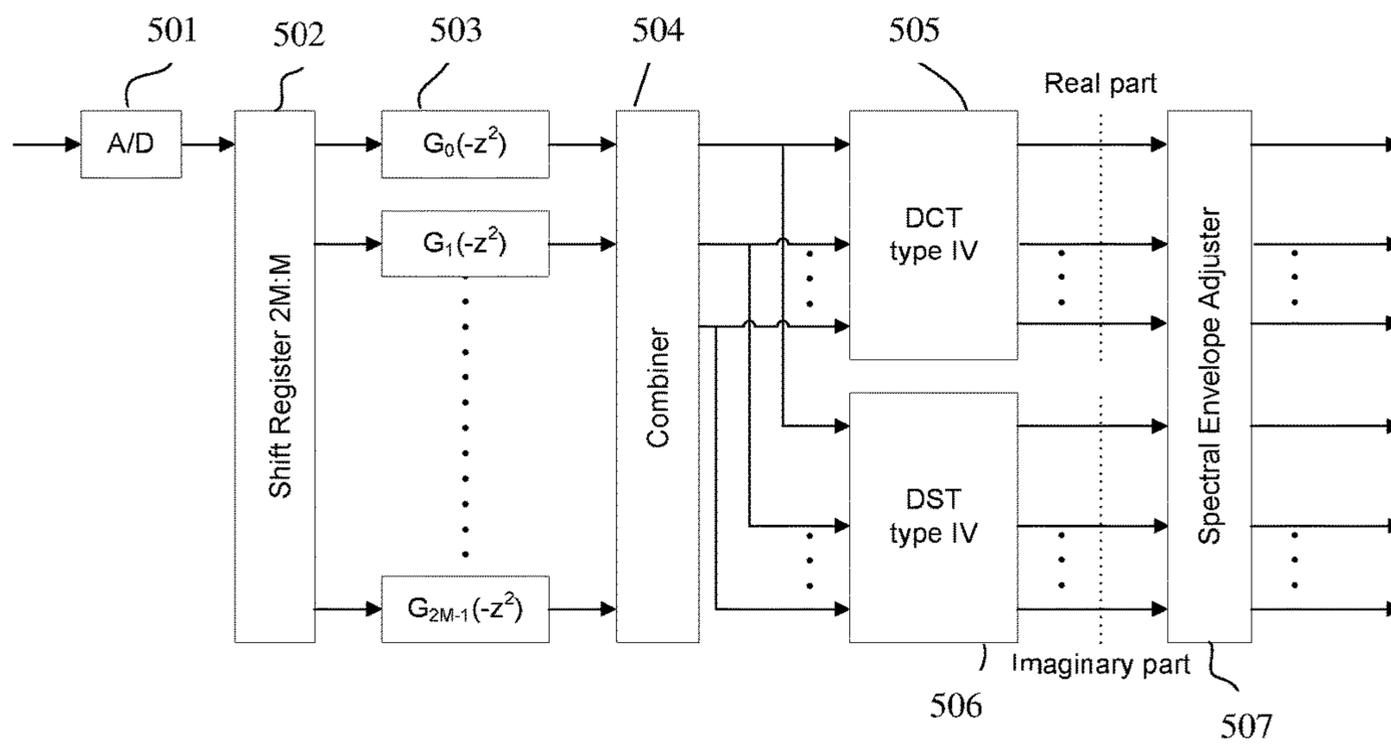 501
502
503
504
505
Real part
A/D
Shift Register 2M:M
G₀(-z²)
G₁(-z²)
G₂M₋₁(-z²)
Combiner
DCT
type IV
DST
type IV
Spectral Envelope Adjuster
Imaginary part
506
507